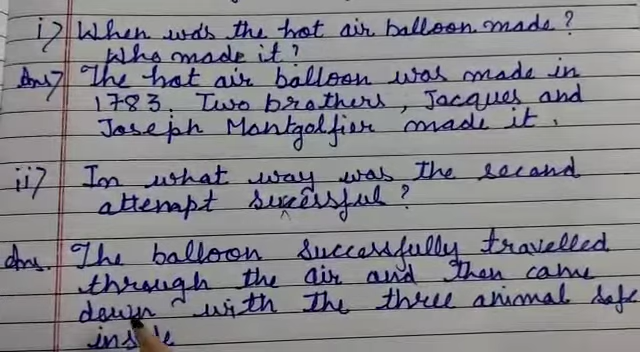 i) When was the hot air balloon made?
Who made it?
Ans) The hot air balloon was made in
1783. Two brothers, Jacques and
Joseph Montgolfier made it.
ii) In what way was the second
attempt successful?
Ans. The balloon successfully travelled
through the air and then came
down with the three animal safe
inside